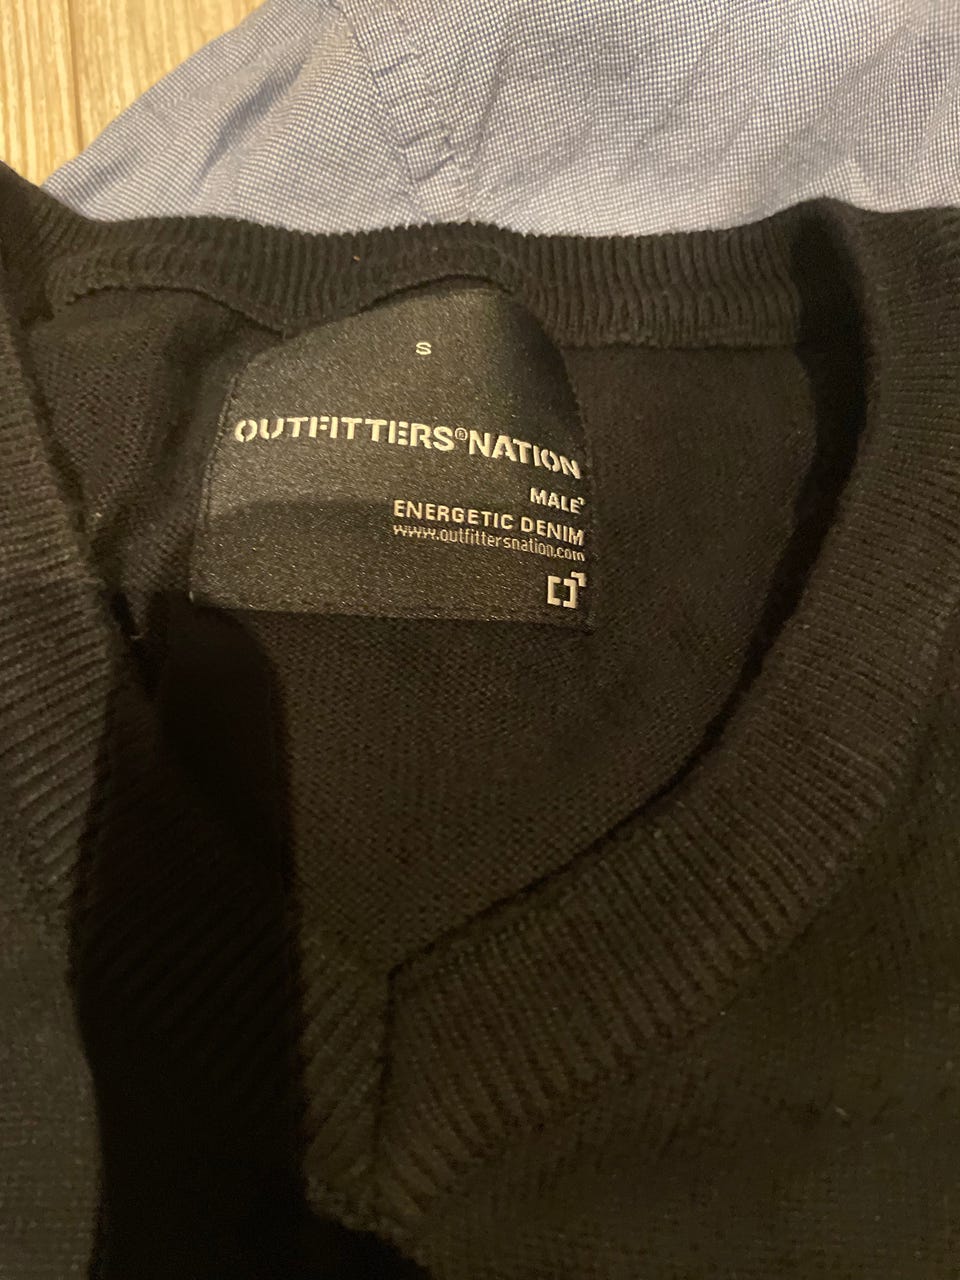 S
OUTFITTERS®NATION
MALE'
ENERGETIC DENIM
www.outfittersnation.com